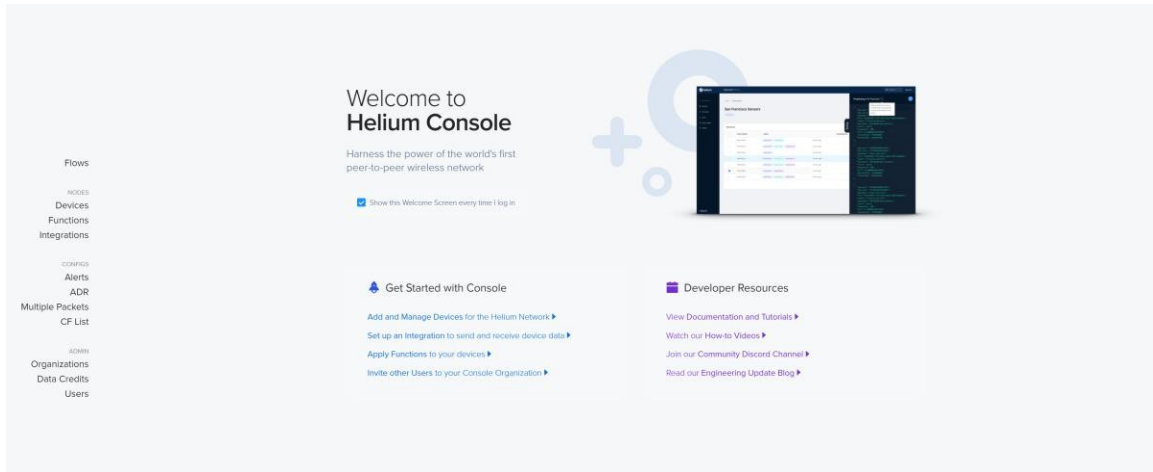 Flows
NODES
Devices
Functions
Integrations
CONFIGS
Alerts
ADR
Multiple Packets
CF List
ADMIN
Organizations
Data Credits
Users
Welcome to
Helium Console
Harness the power of the world's first
peer-to-peer wireless network
Show this Welcome Screen every time I log in
Get Started with Console
Add and Manage Devices for the Helium Network
Set up an Integration to send and receive device data
Apply Functions to your devices
Invite other Users to your Console Organization
Developer Resources
View Documentation and Tutorials
Watch our How-to Videos
Join our Community Discord Channel
Read our Engineering Update Blog